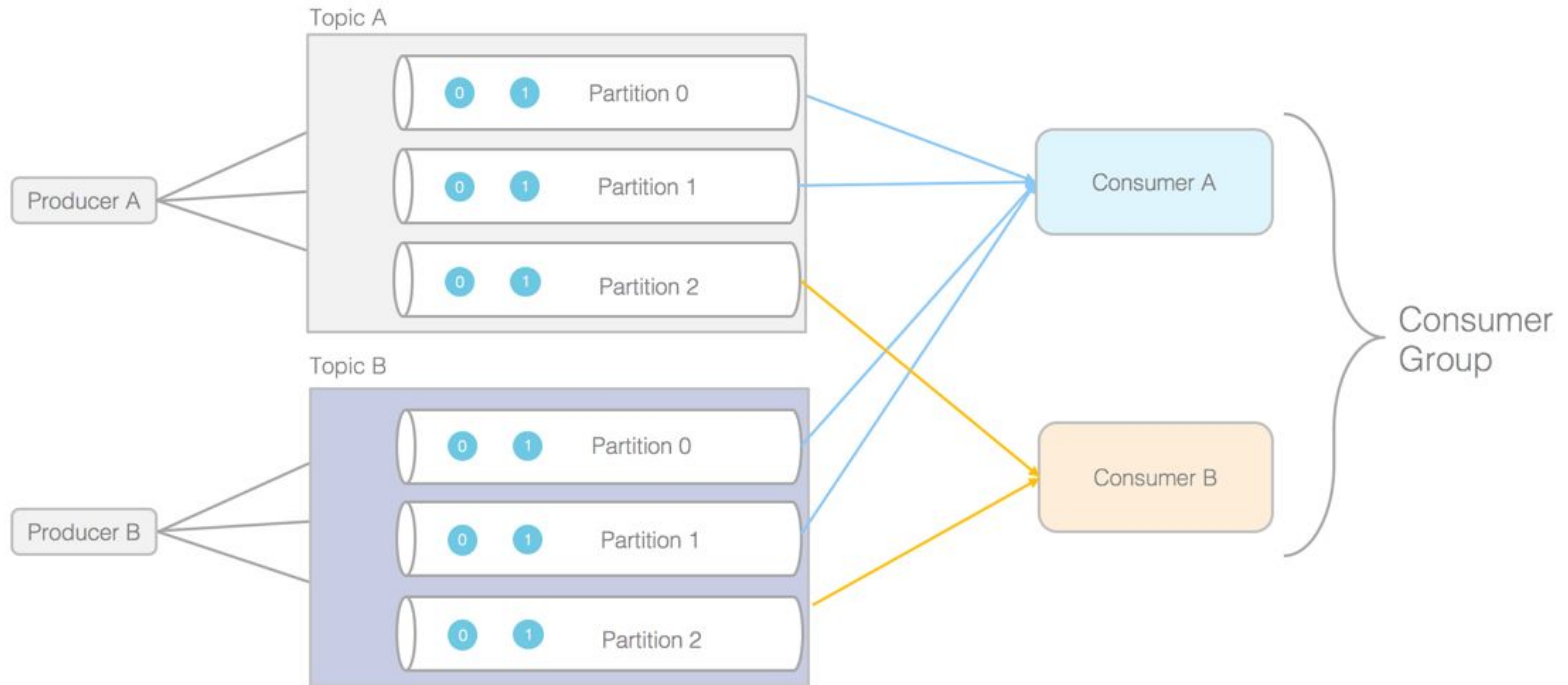 Topic A
0 1 Partition 0
0 1 Partition 1
0 1 Partition 2
Producer A
Topic B
0 1 Partition 0
0 1 Partition 1
0 1 Partition 2
Producer B
Consumer A
Consumer B
Consumer
Group